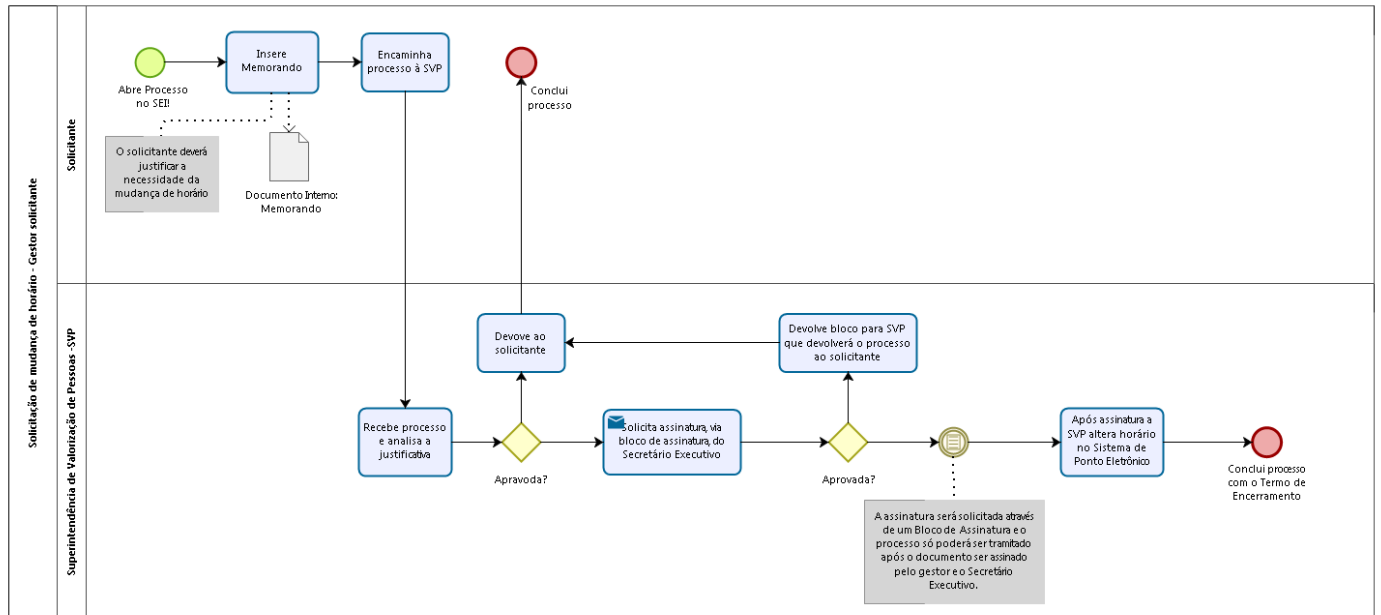 Solicitação de mudança de horário - Gestor solicitante
Solicitante
Abre Processo
no SEI!
Insere
Memorando
Encaminha
processo à SVP
Conclui
processo
O solicitante deverá
justificar a
necessidade da
mudança de horário
Documento Interno:
Memorando
Superintendência de Valorização de Pessoas -SVP
Devove ao
solicitante
Devolve bloco para SVP
que devolverá o processo
ao solicitante
Recebe processo
e analisa a
justificativa
Apravoda?
Solicita assinatura, via
bloco de assinatura, do
Secretário Executivo
Aprovada?
Após assinatura a
SVP altera horário
no Sistema de
Ponto Eletrônico
Conclui processo
com o Termo de
Encerramento
A assinatura será solicitada através
de um Bloco de Assinatura e o
processo só poderá ser tramitado
após o documento ser assinado
pelo gestor e o Secretário
Executivo.